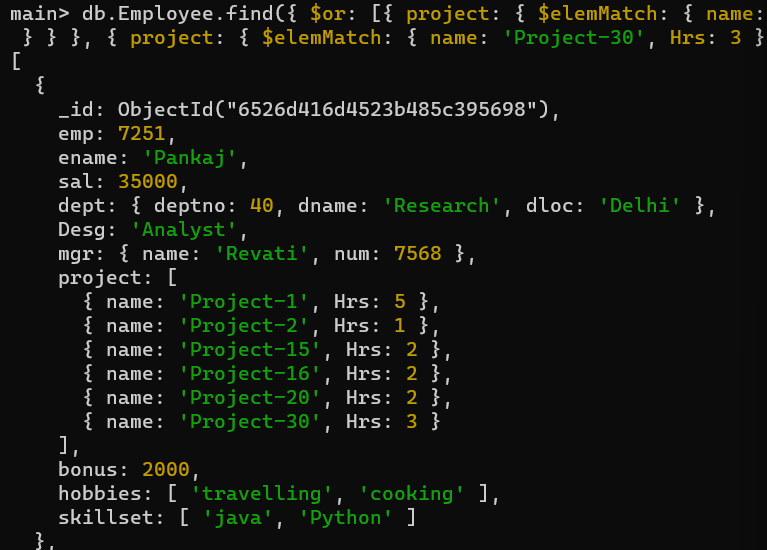 main> db.Employee.find({ $or: [{ project: { $elemMatch: { name:
} } }, { project: { $elemMatch: { name: 'Project-30', Hrs: 3 }
[
{
_id: ObjectId("6526d416d4523b485c395698"),
emp: 7251,
ename: 'Pankaj',
sal: 35000,
dept: { deptno: 40, dname: 'Research', dloc: 'Delhi' },
Desg: 'Analyst',
mgr: { name: 'Revati', num: 7568 },
project: [
{ name: 'Project-1', Hrs: 5 },
{ name: 'Project-2', Hrs: 1 },
{ name: 'Project-15', Hrs: 2 },
{ name: 'Project-16', Hrs: 2 },
{ name: 'Project-20', Hrs: 2 },
{ name: 'Project-30', Hrs: 3 }
],
bonus: 2000,
hobbies: [ 'travelling', 'cooking' ],
skillset: [ 'java', 'Python' ]
},